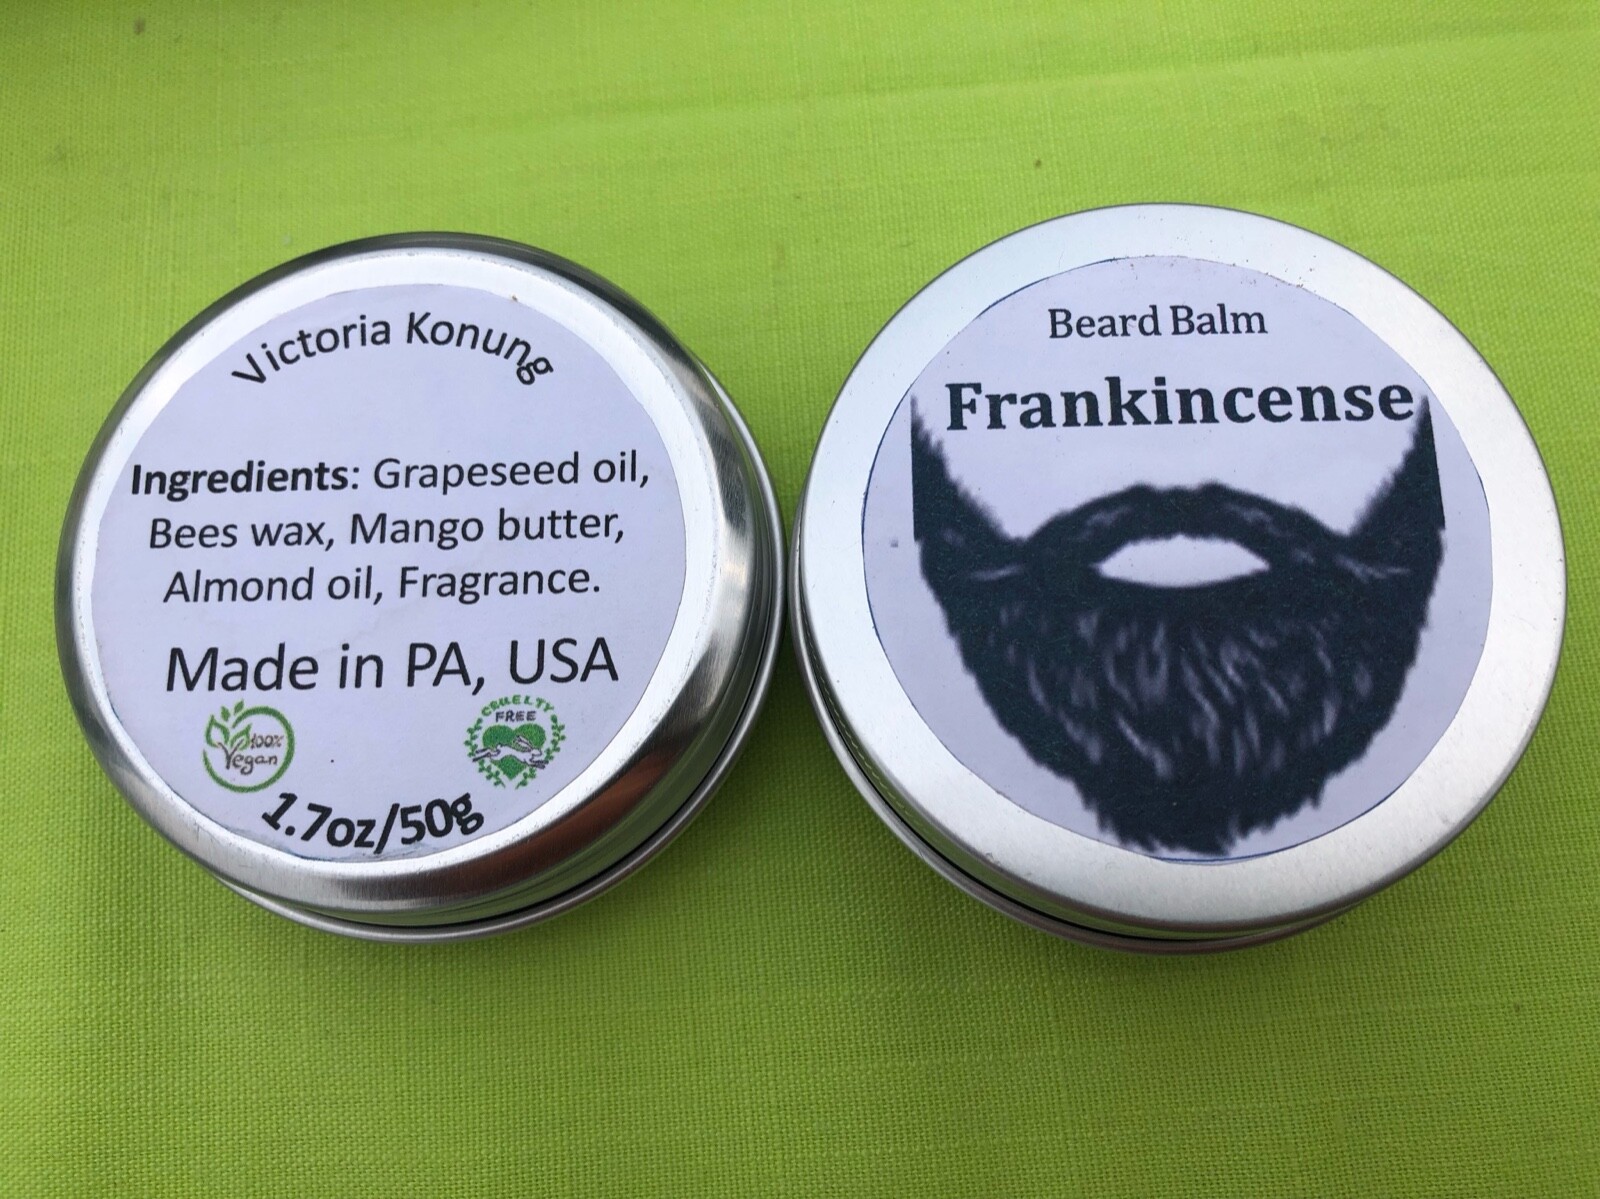 Victoria Konung
Ingredients: Grapeseed oil,
Bees wax, Mango butter,
Almond oil, Fragrance.
Made in PA, USA
100%
Vegan
CRUELTY
FREE
1.7oz/50g
Beard Balm
Frankincense